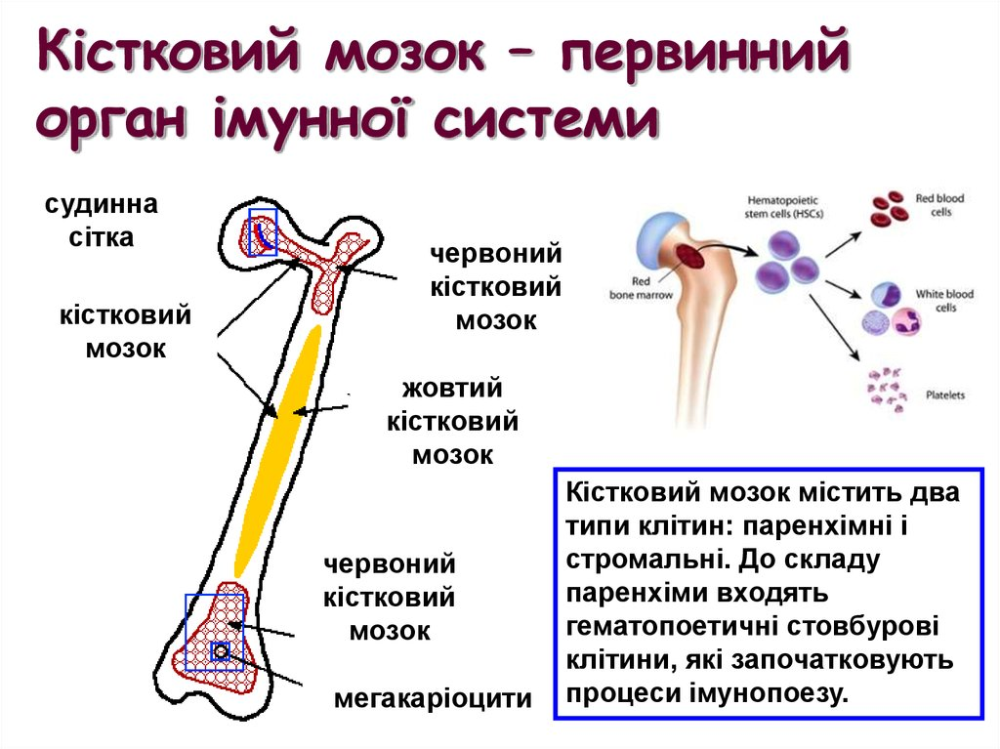 Кістковий мозок – первинний
орган імунної системи
судинна
сітка
кістковий
мозок
червоний
кістковий
мозок
жовтий
кістковий
мозок
червоний
кістковий
мозок
мегакаріоцити
Hematopoietic
stem cells (HSCs)
Red blood
cells
Red
bone marrow
White blood
cells
Platelets
Кістковий мозок містить два
типи клітин: паренхімні і
стромальні. До складу
паренхіми входять
гематопоетичні стовбурові
клітини, які започатковують
процеси імунопоезу.